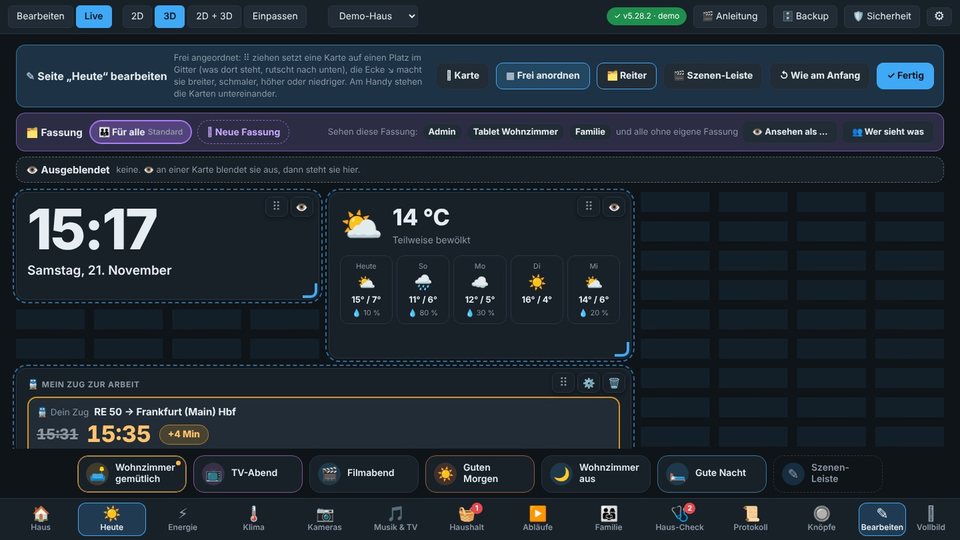 Bearbeiten Live 2D 3D 2D + 3D Einpassen Demo-Haus ✓ v5.28.2 · demo Anleitung Backup Sicherheit
Frei angeordnet: ⠿ ziehen setzt eine Karte auf einen Platz im
Gitter (was dort steht, rutscht nach unten), die Ecke ↘ macht
sie breiter, schmaler, höher oder niedriger. Am Handy stehen
die Karten untereinander.
✎ Seite „Heute“ bearbeiten
Karte Frei anordnen Reiter Szenen-Leiste Wie am Anfang ✓ Fertig
Fassung Für alle Standard Neue Fassung Sehen diese Fassung: Admin Tablet Wohnzimmer Familie und alle ohne eigene Fassung Ansehen als ... Wer sieht was
Ausgeblendet keine. 👁 an einer Karte blendet sie aus, dann steht sie hier.
15:17
Samstag, 21. November
14 °C
Teilweise bewölkt
Heute So Mo Di Mi
15° / 7° 11° / 6° 12° / 5° 16° / 4° 14° / 6°
10 % 80 % 30 % 20 %
MEIN ZUG ZUR ARBEIT
Dein Zug RE 50 → Frankfurt (Main) Hbf
15:31 15:35 +4 Min
Wohnzimmer
gemütlich
TV-Abend
Filmabend
Guten
Morgen
Wohnzimmer
aus
Gute Nacht
Szenen-
Leiste
Haus Heute Energie Klima Kameras Musik & TV Haushalt 1 Abläufe Familie Haus-Check 2 Protokoll Knöpfe Bearbeiten Vollbild